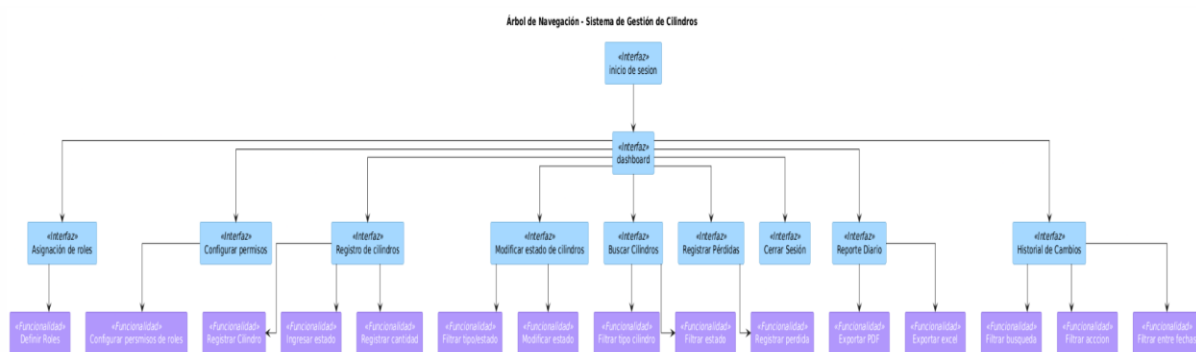 Árbol de Navegación - Sistema de Gestión de Cilindros
«Interfaz»
inicio de sesion
«Interfaz»
dashboard
«Interfaz»
Asignación de roles
«Interfaz»
Configurar permisos
«Interfaz»
Registro de cilindros
«Interfaz»
Modificar estado de cilindros
«Interfaz»
Buscar Cilindros
«Interfaz»
Registrar Pérdidas
«Interfaz»
Cerrar Sesión
«Interfaz»
Reporte Diario
«Interfaz»
Historial de Cambios
«Funcionalidad»
Definir Roles
«Funcionalidad»
Configurar persmisos de roles
«Funcionalidad»
Registrar Cilindro
«Funcionalidad»
Ingresar estado
«Funcionalidad»
Registrar cantidad
«Funcionalidad»
Filtrar tipo/estado
«Funcionalidad»
Modificar estado
«Funcionalidad»
Filtrar tipo cilindro
«Funcionalidad»
Filtrar estado
«Funcionalidad»
Registrar perdida
«Funcionalidad»
Exportar PDF
«Funcionalidad»
Exportar excel
«Funcionalidad»
Filtrar busqueda
«Funcionalidad»
Filtrar acccion
«Funcionalidad»
Filtrar entre fechas